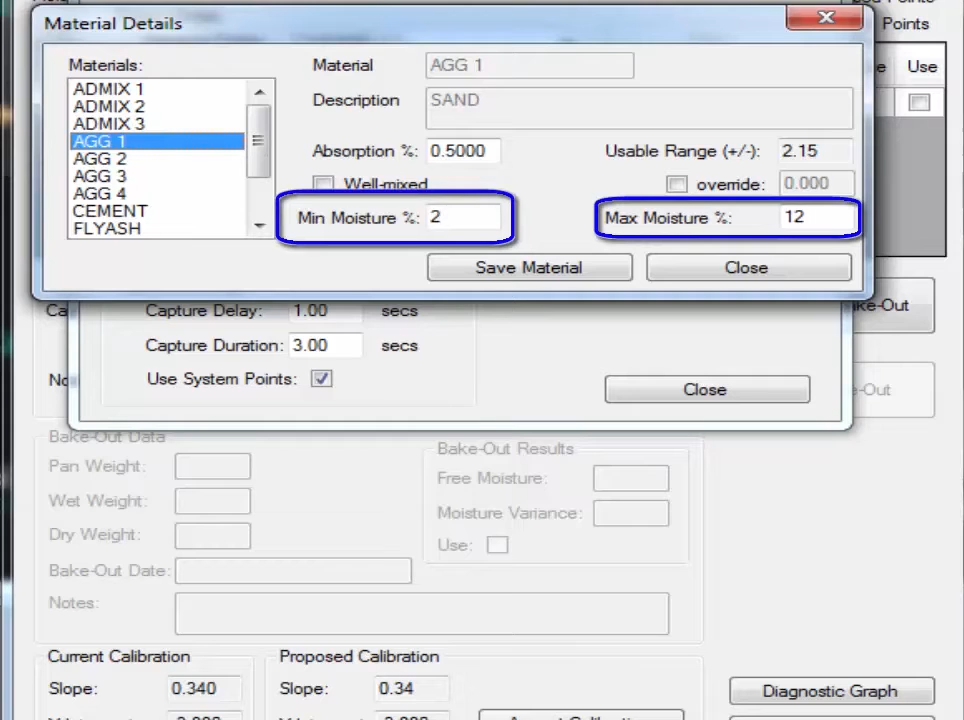 Material Details
Points
Materials:
ADMIX 1
ADMIX 2
ADMIX 3
AGG 1
AGG 2
AGG 3
AGG 4
CEMENT
FLYASH
Material AGG 1
Description SAND
Absorption %: 0.5000 Usable Range (+/-): 2.15
Well-mixed override: 0.000
Min Moisture %: 2 Max Moisture %: 12
Save Material Close
Use
Capture Delay: 1.00 secs
Capture Duration: 3.00 secs
Use System Points:
Close
ke-Out
-Out
Bake-Out Data
Pan Weight:
Wet Weight:
Dry Weight:
Bake-Out Date:
Notes:
Bake-Out Results
Free Moisture:
Moisture Variance:
Use:
Current Calibration
Slope: 0.340
Proposed Calibration
Slope: 0.34
Diagnostic Graph